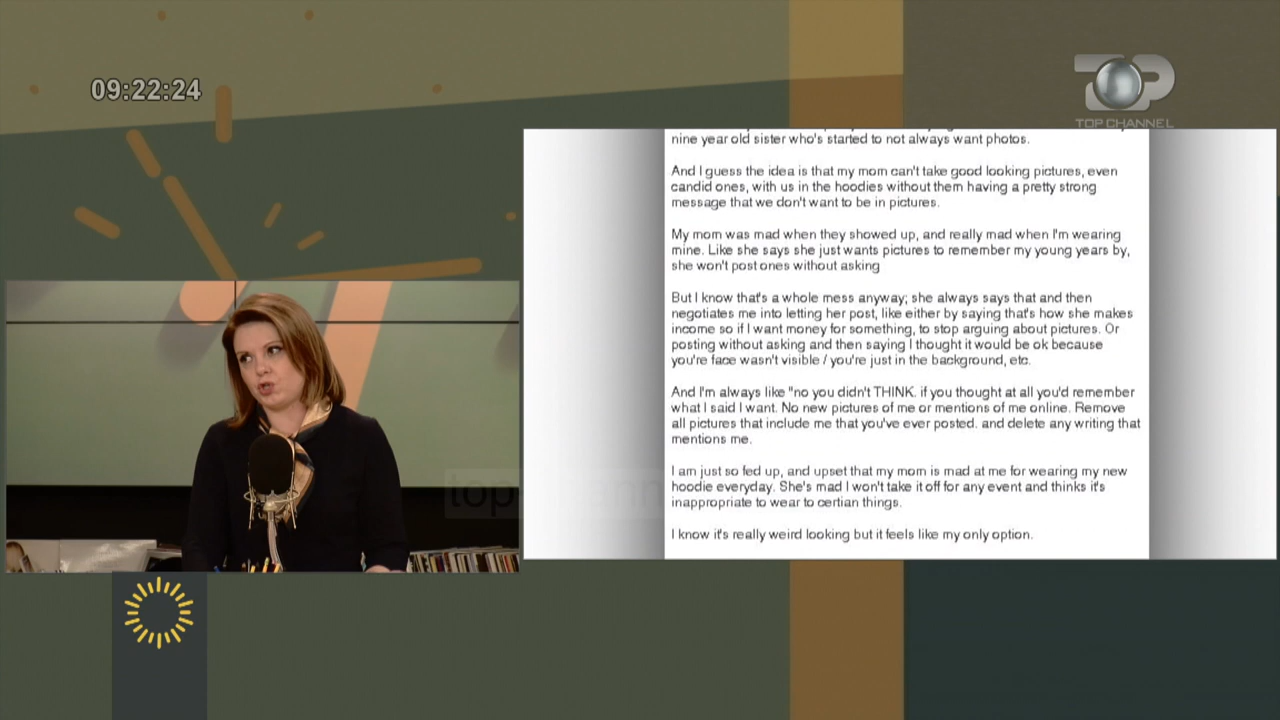 09:22:24
TOP CHANNEL
nine year old sister who's started to not always want photos.
And I guess the idea is that my mom can't take good looking pictures, even
candid ones, with us in the hoodies without them having a pretty strong
message that we don't want to be in pictures.
My mom was mad when they showed up, and really mad when I'm wearing
mine. Like she says she just wants pictures to remember my young years by,
she won't post ones without asking
But I know that's a whole mess anyway; she always says that and then
negotiates me into letting her post, like either by saying that's how she makes
income so if I want money for something, to stop arguing about pictures. Or
posting without asking and then saying I thought it would be ok because
you're face wasn't visible / you're just in the background, etc.
And I'm always like "no you didn't THINK. if you thought at all you'd remember
what I said I want. No new pictures of me or mentions of me online. Remove
all pictures that include me that you've ever posted. and delete any writing that
mentions me.
I am just so fed up, and upset that my mom is mad at me for wearing my new
hoodie everyday. She's mad I won't take it off for any event and thinks it's
inappropriate to wear to certian things.
I know it's really weird looking but it feels like my only option.